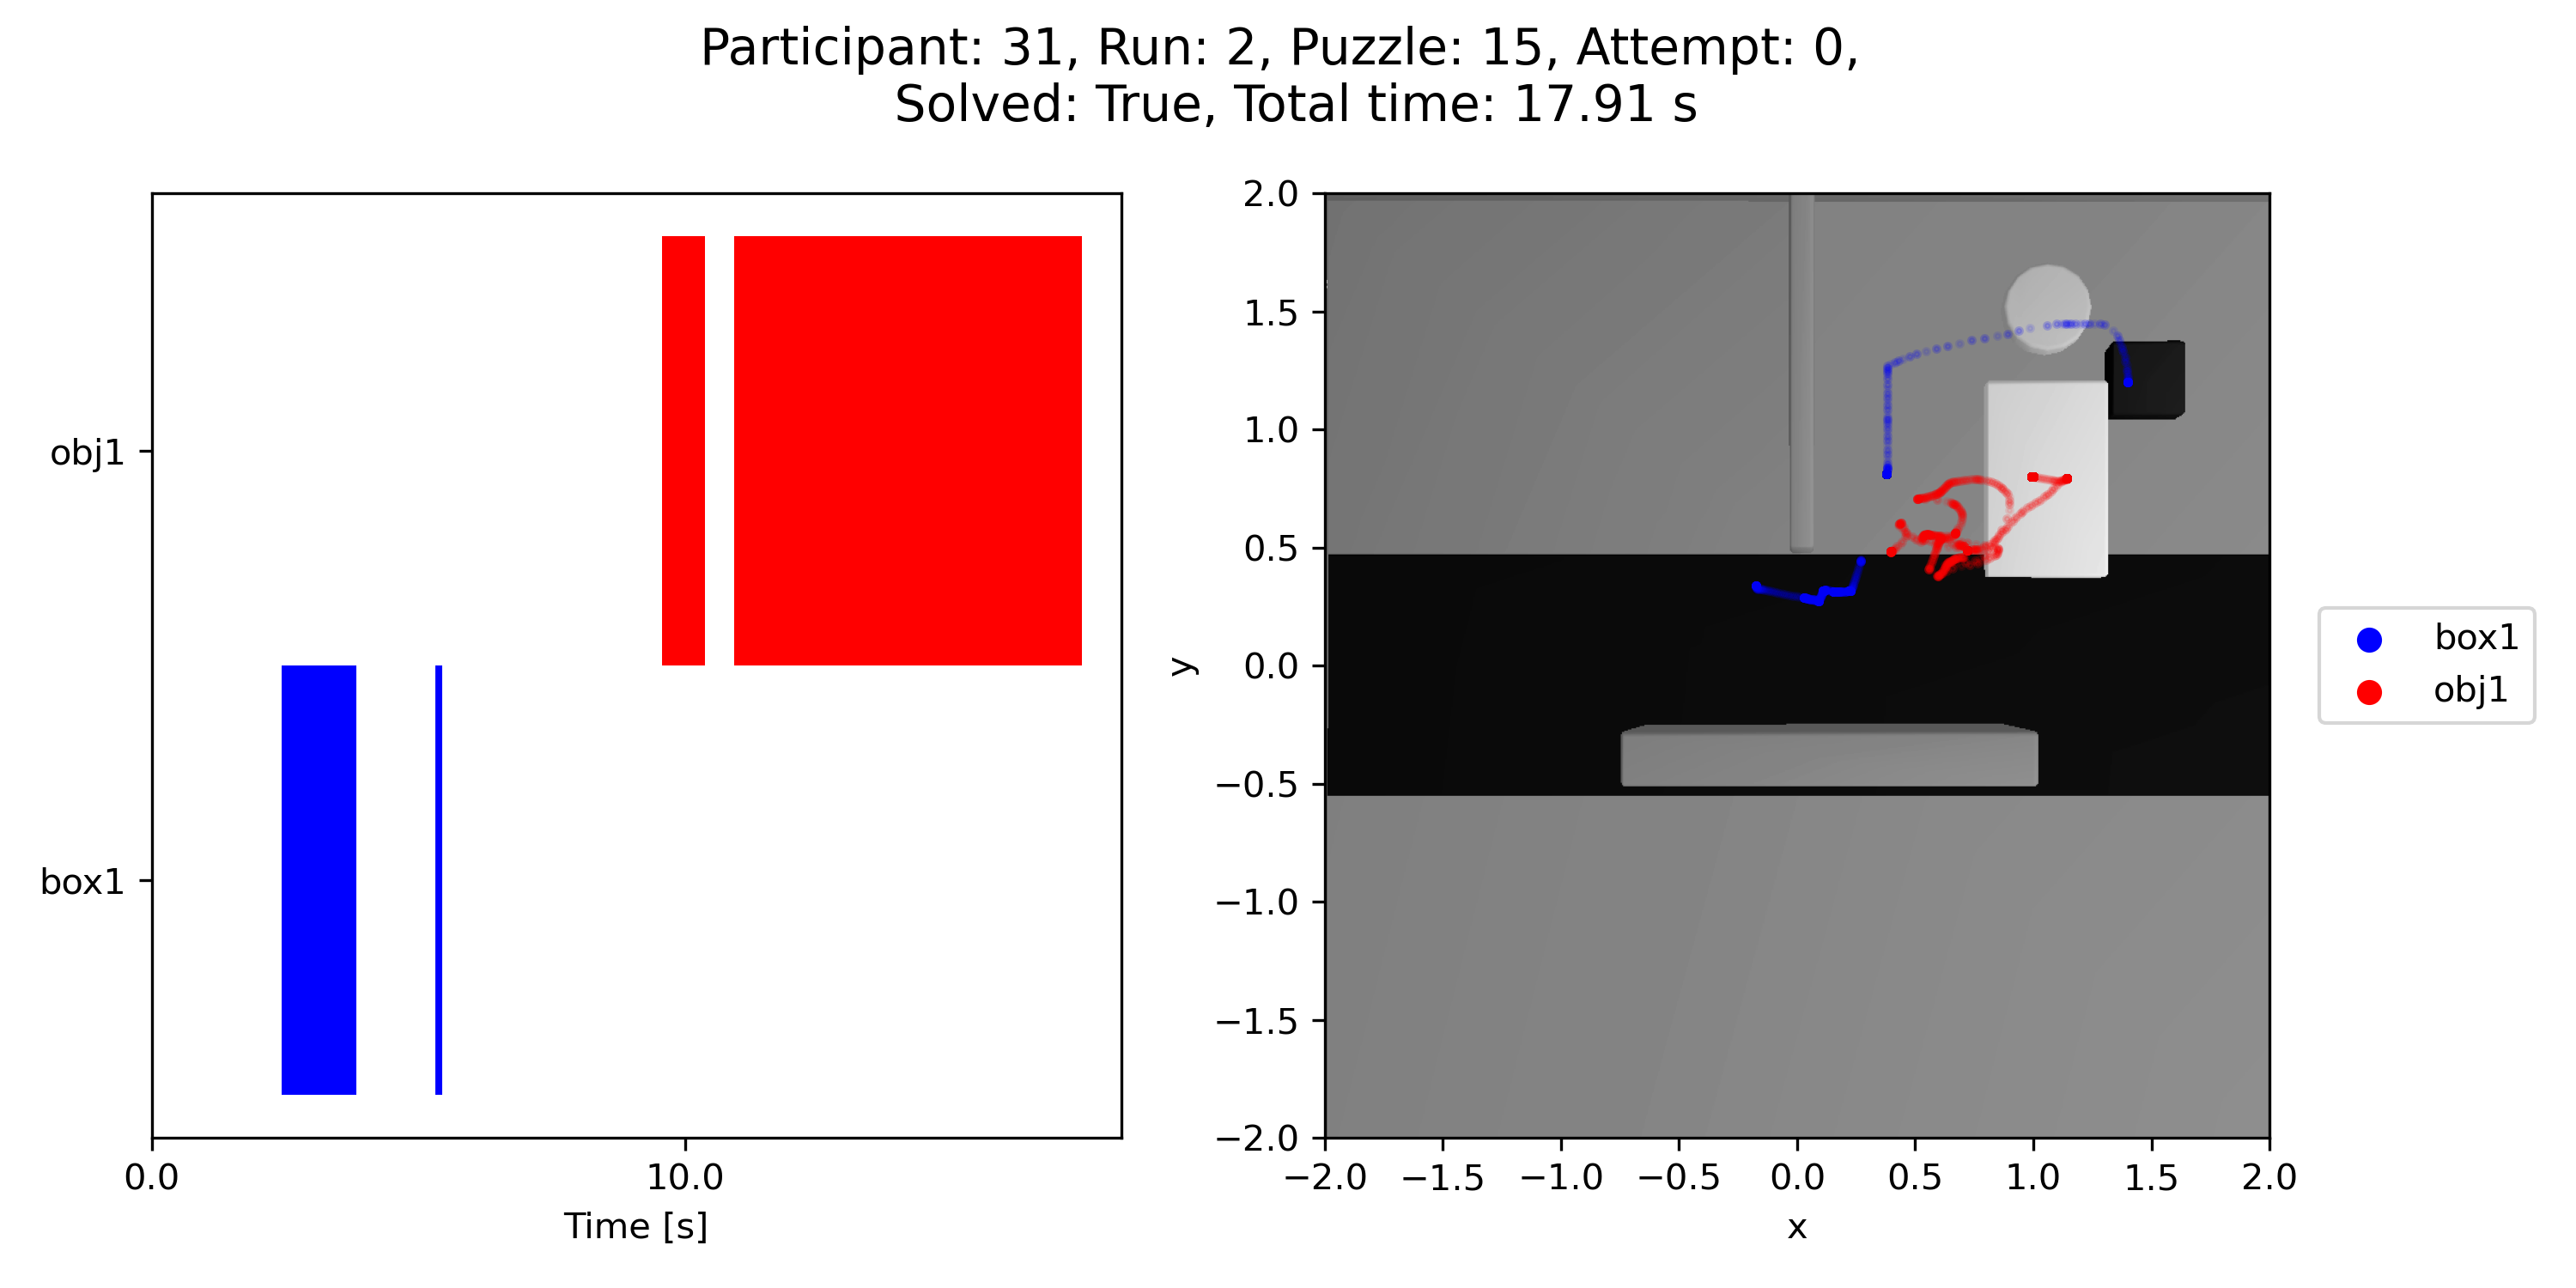 Participant: 31, Run: 2, Puzzle: 15, Attempt: 0,
Solved: True, Total time: 17.91 s
obj1
box1
0.0
10.0
Time [s]
2.0
1.5
1.0
0.5
0.0
−0.5
−1.0
−1.5
−2.0
y
−2.0
−1.5
−1.0
−0.5
0.0
0.5
1.0
1.5
2.0
x
box1
obj1